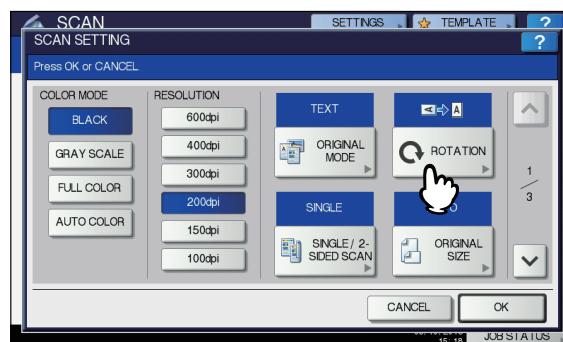 SCAN
SETTINGS
TEMPLATE
?
SCAN SETTING
?
Press OK or CANCEL
COLOR MODE
BLACK
GRAY SCALE
FULL COLOR
AUTO COLOR
RESOLUTION
600dpi
400dpi
300dpi
200dpi
150dpi
100dpi
TEXT
ORIGINAL
MODE
A
ROTATION
SINGLE
SINGLE / 2-
SIDED SCAN
O
ORIGINAL
SIZE
1
3
CANCEL
OK
15: 18
JOB STATUS